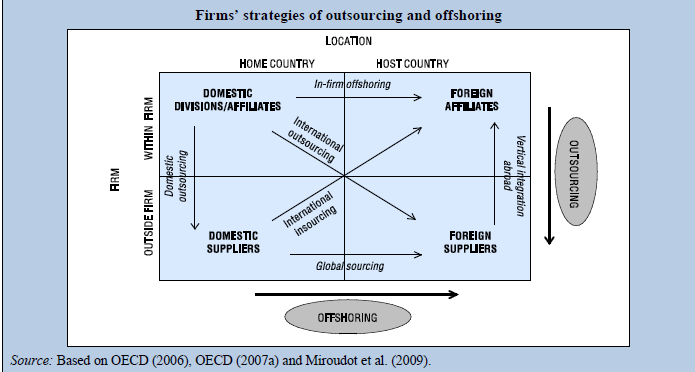 Firms' strategies of outsourcing and offshoring
LOCATION
HOME COUNTRY
HOST COUNTRY
FIRM
WITHIN FIRM
OUTSIDE FIRM
DOMESTIC
DIVISIONS/AFFILIATES
In-firm offshoring
FOREIGN
AFFILIATES
Domestic
outsourcing
International
outsourcing
International
insourcing
Vertical integration
abroad
OUTSOURCING
DOMESTIC
SUPPLIERS
Global sourcing
FOREIGN
SUPPLIERS
OFFSHORING
Source: Based on OECD (2006), OECD (2007a) and Miroudot et al. (2009).